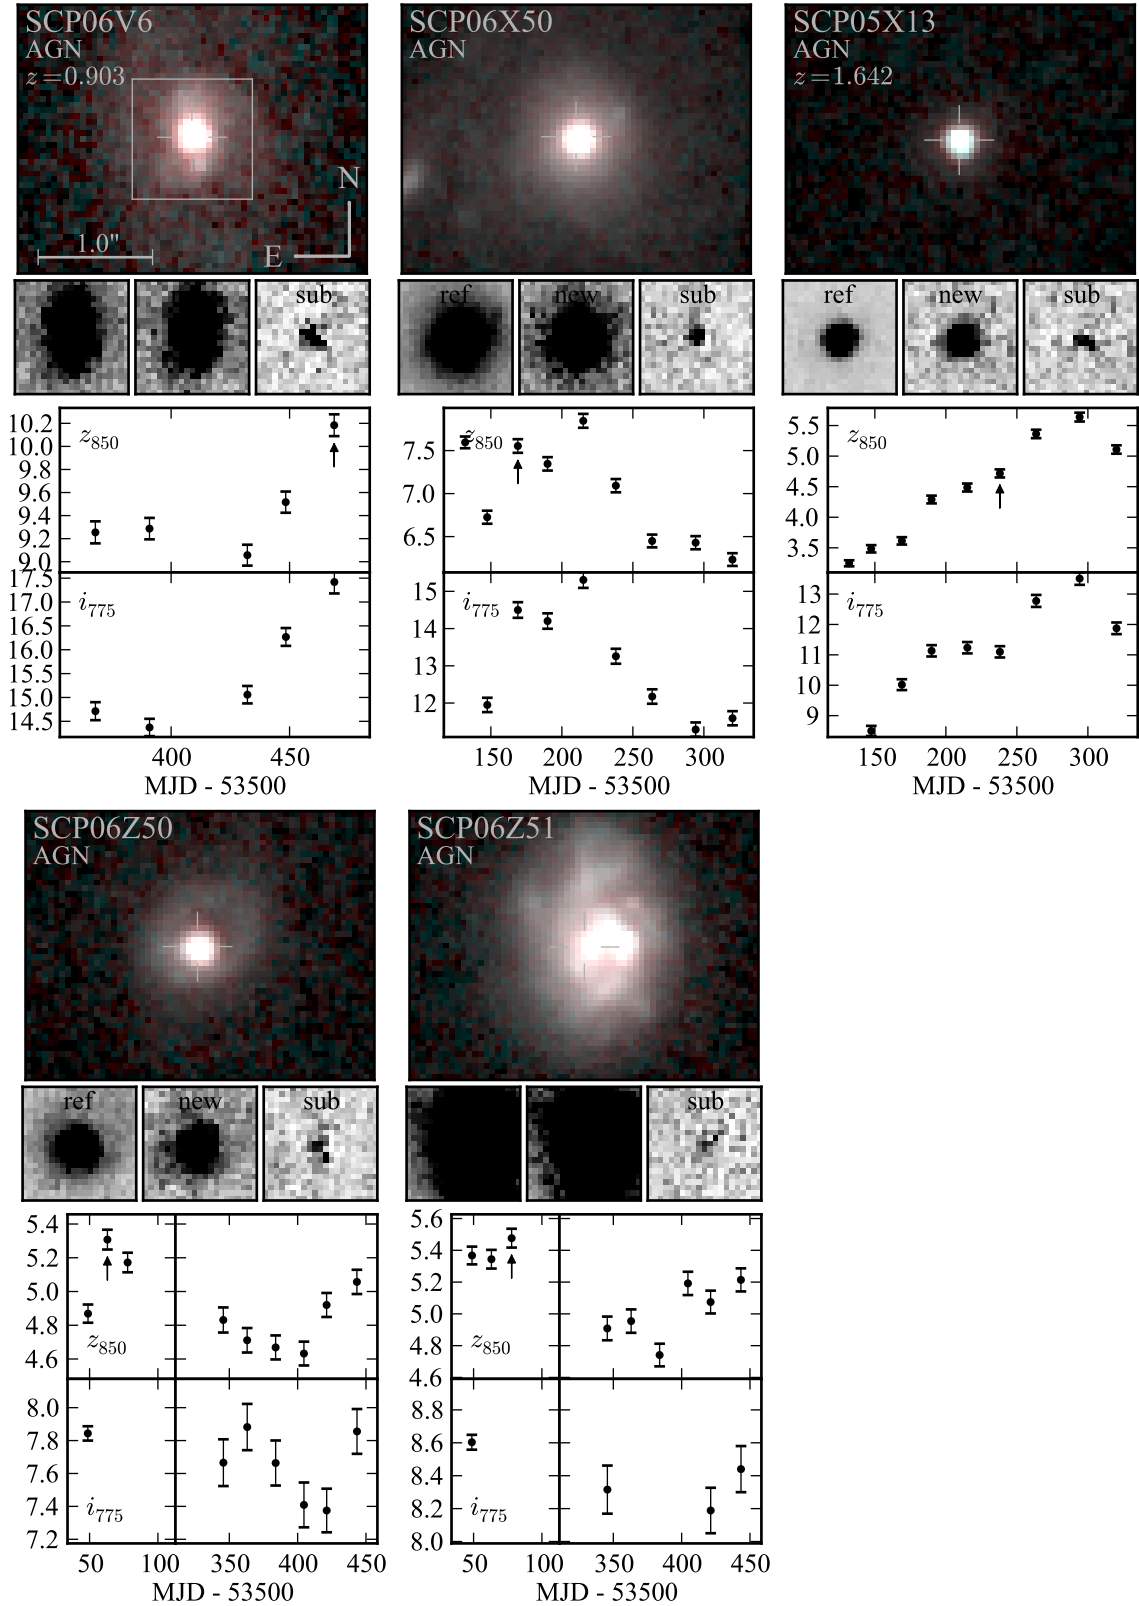 SCP06V6
AGN
z=0.903
N
1.0"
E
sub
10.2
10.0
9.8
9.6
9.4
9.2
9.0
z850
17.5
17.0
16.5
16.0
15.5
15.0
14.5
i775
400 450
MJD - 53500
SCP06X50
AGN
ref new sub
7.5
7.0
6.5
z850
15
14
13
12
i775
150 200 250 300
MJD - 53500
SCP05X13
AGN
z=1.642
ref new sub
5.5
5.0
4.5
4.0
3.5
z850
13
12
11
10
9
i775
150 200 250 300
MJD - 53500
SCP06Z50
AGN
ref new sub
5.4
5.2
5.0
4.8
4.6
z850
8.0
7.8
7.6
7.4
7.2
i775
50 100 350 400 450
MJD - 53500
SCP06Z51
AGN
sub
5.6
5.4
5.2
5.0
4.8
4.6
z850
8.8
8.6
8.4
8.2
8.0
i775
50 100 350 400 450
MJD - 53500